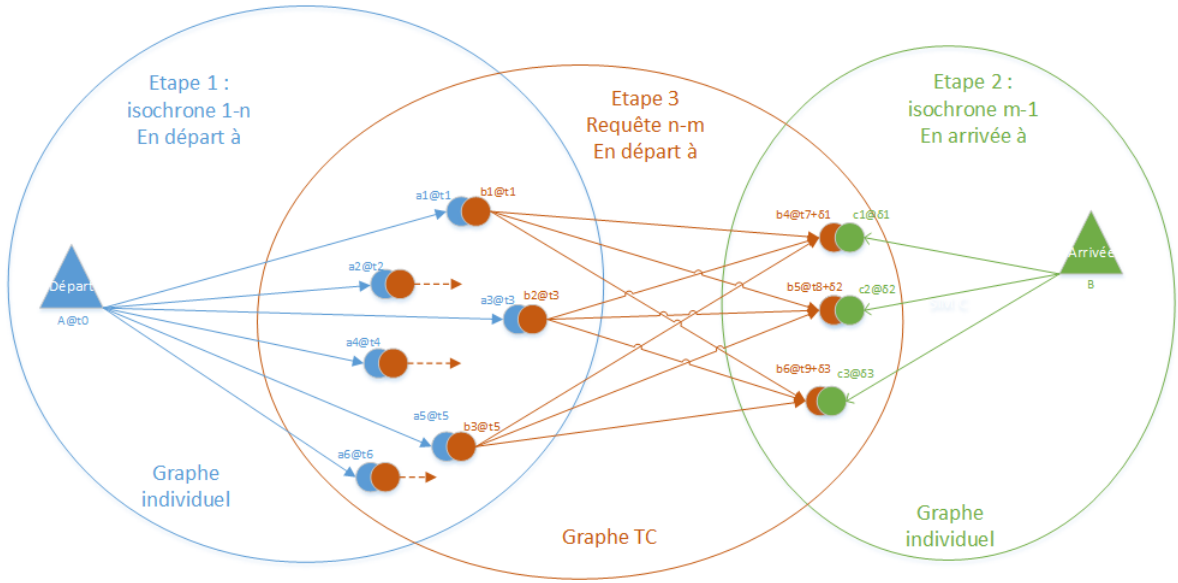 Etape 1 :
isochrone 1-n
En départ à
Etape 3
Requête n-m
En départ à
Etape 2 :
isochrone m-1
En arrivée à
a1@t1
b1@t1
a2@t2
a3@t3
b2@t3
a4@t4
a5@t5
b3@t5
a6@t6
b4@t7+δ1
c1@δ1
b5@t8+δ2
c2@δ2
b6@t9+δ3
c3@δ3
Départ
A@t0
Arrivée
B
Graphe
individuel
Graphe TC
Graphe
individuel